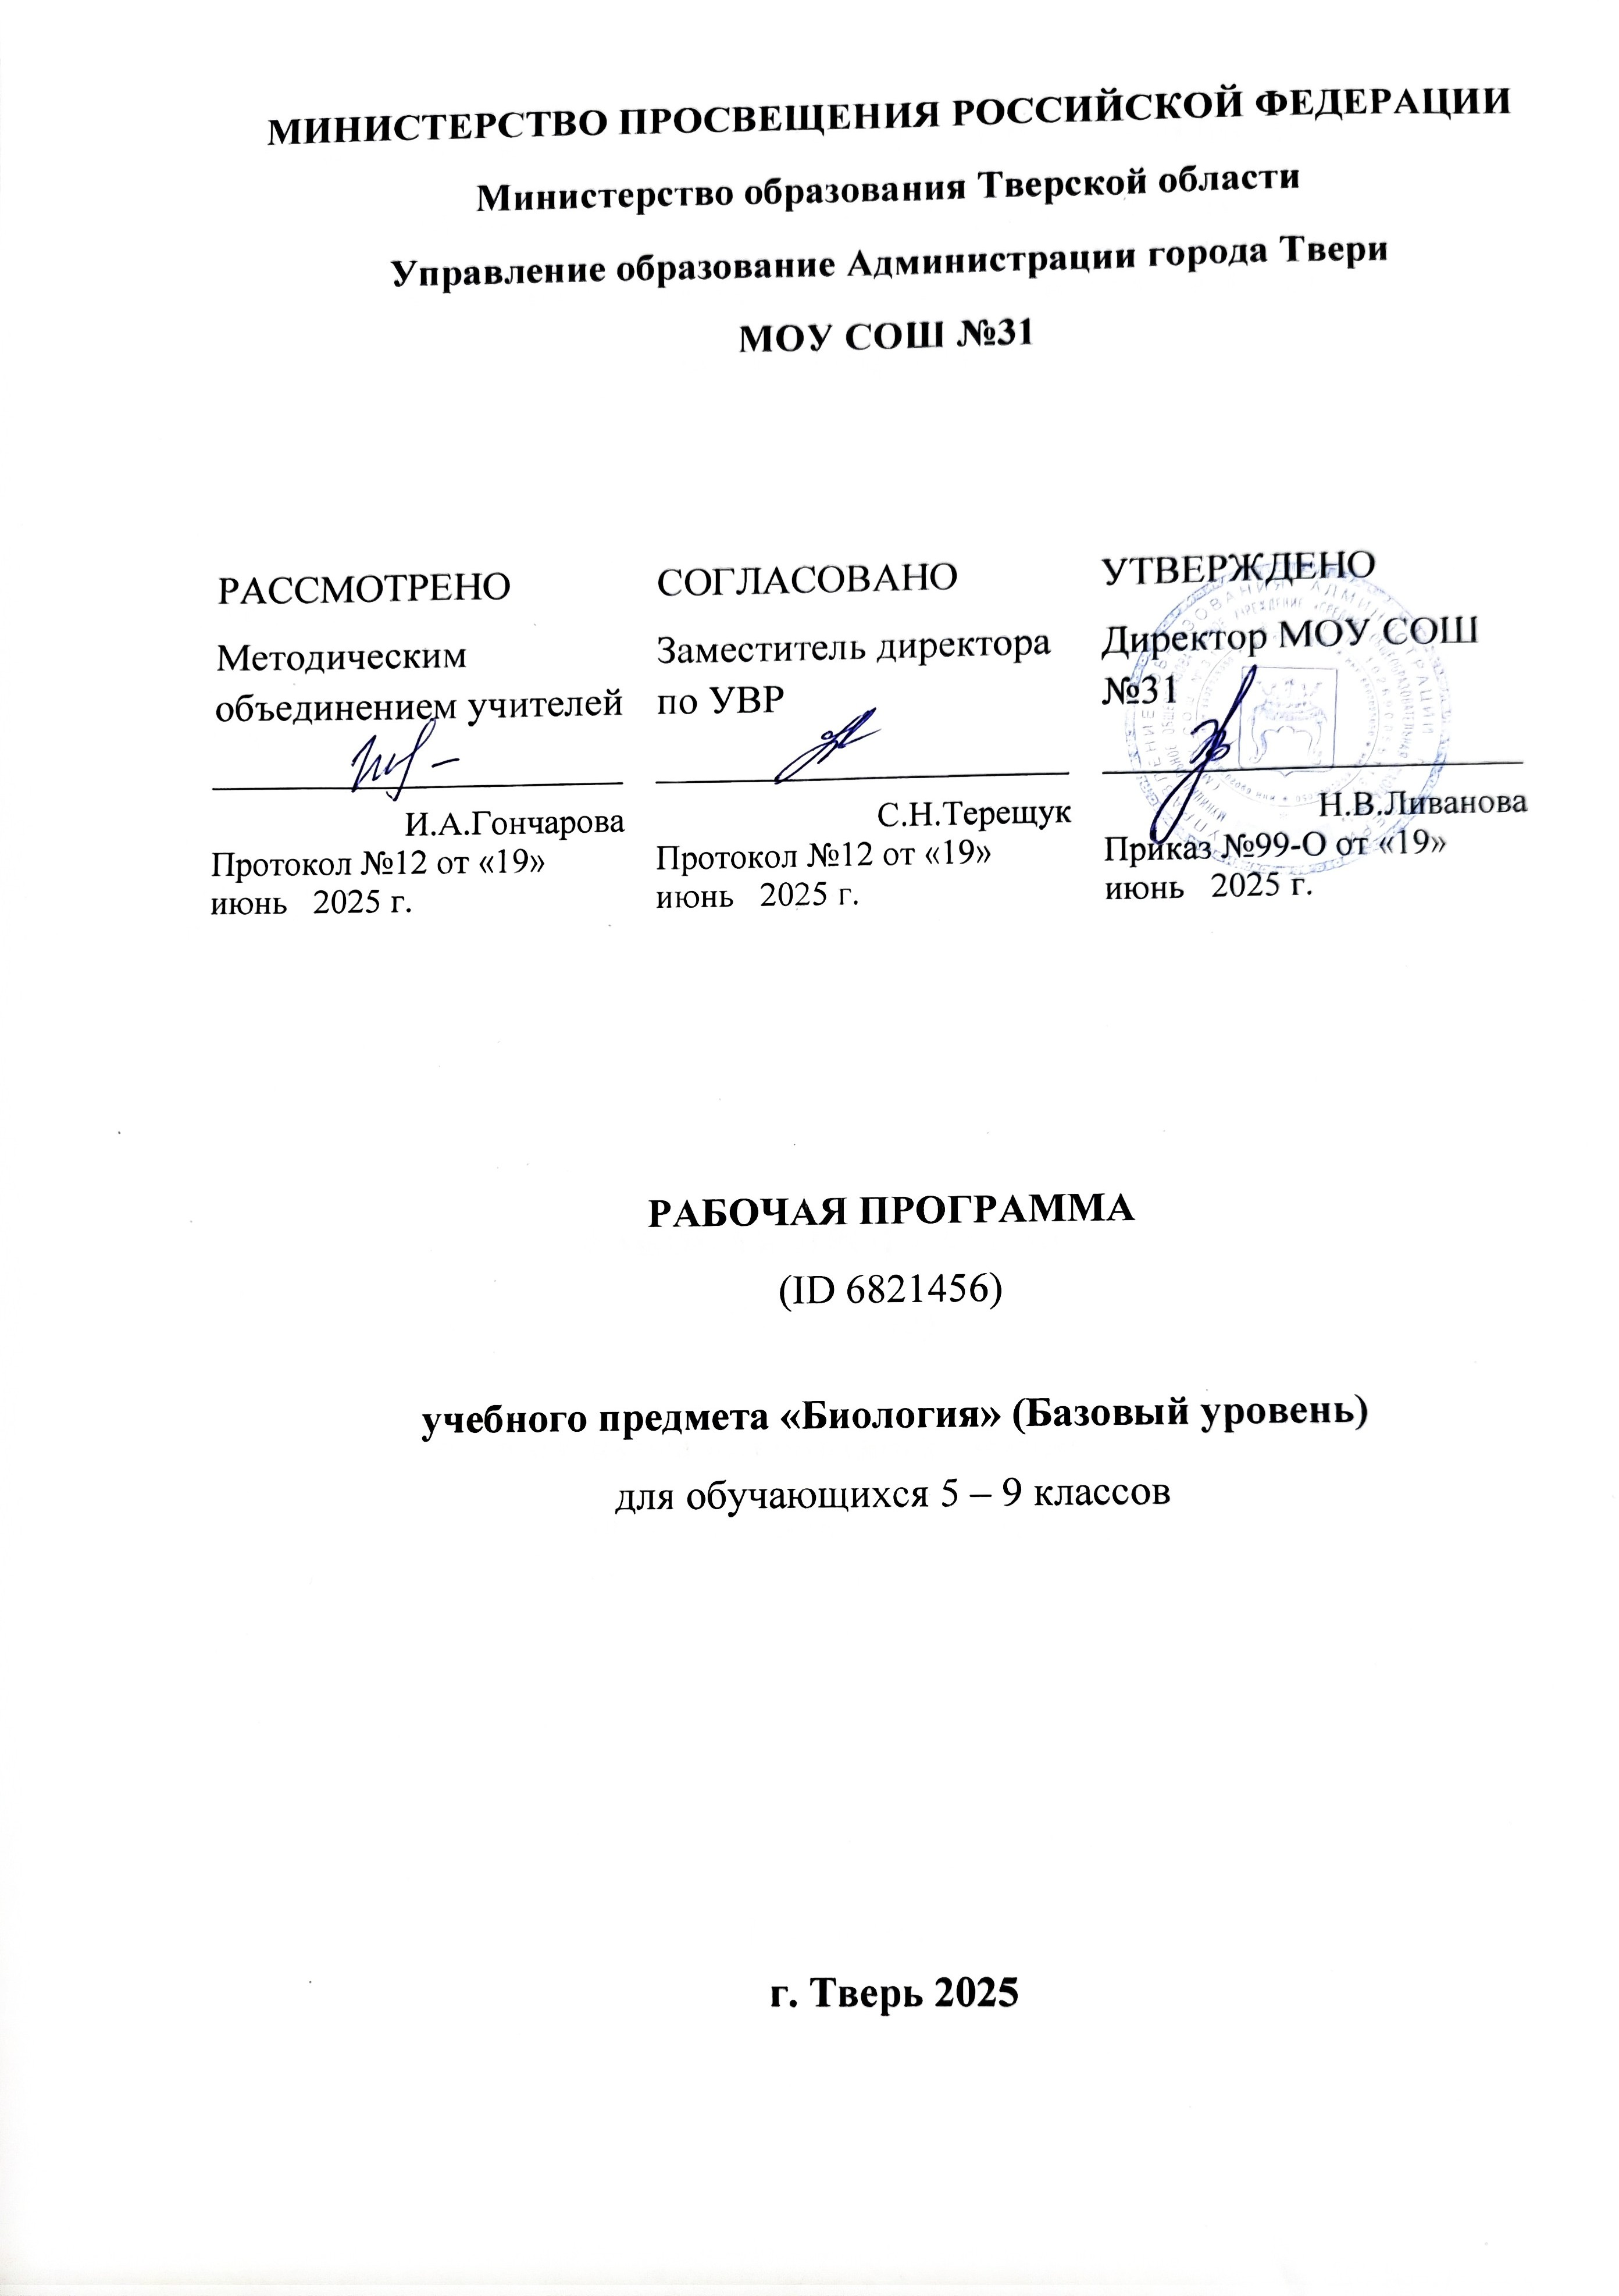 МИНИСТЕРСТВО ПРОСВЕЩЕНИЯ РОССИЙСКОЙ ФЕДЕРАЦИИ
Министерство образования Тверской области
Управление образование Администрации города Твери
МОУ СОШ №31
РАССМОТРЕНО
Методическим
объединением учителей
И.А.Гончарова
Протокол №12 от «19»
июнь 2025 г.
СОГЛАСОВАНО
Заместитель директора
по УВР
С.Н.Терещук
Протокол №12 от «19»
июнь 2025 г.
УТВЕРЖДЕНО
Директор МОУ СОШ
№31
Н.В.Ливанова
Приказ №99-О от «19»
июнь 2025 г.
РАБОЧАЯ ПРОГРАММА
(ID 6821456)
учебного предмета «Биология» (Базовый уровень)
для обучающихся 5 – 9 классов
г. Тверь 2025